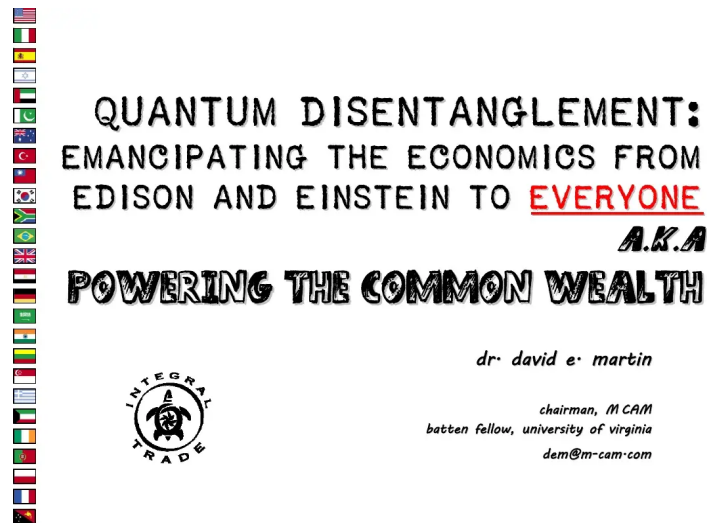 QUANTUM DISENTANGLEMENT:
EMANCIPATING THE ECONOMICS FROM
EDISON AND EINSTEIN TO EVERYONE
A.K.A
POWERING THE COMMON WEALTH
dr. david e. martin
INTEGRAL
TRADE
chairman, M·CAM
batten fellow, university of virginia
dem@m-cam.com